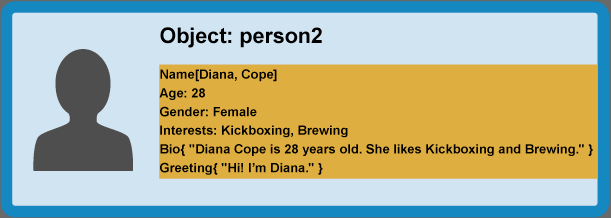 Object: person2
Name[Diana, Cope]
Age: 28
Gender: Female
Interests: Kickboxing, Brewing
Bio{ "Diana Cope is 28 years old. She likes Kickboxing and Brewing." }
Greeting{ "Hi! I’m Diana." }